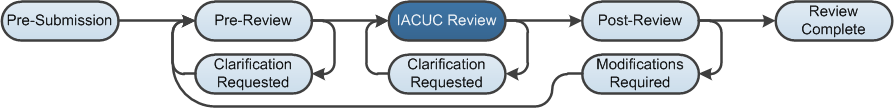 Pre-Submission
Pre-Review
IACUC Review
Post-Review
Review
Complete
Clarification
Requested
Clarification
Requested
Modifications
Required